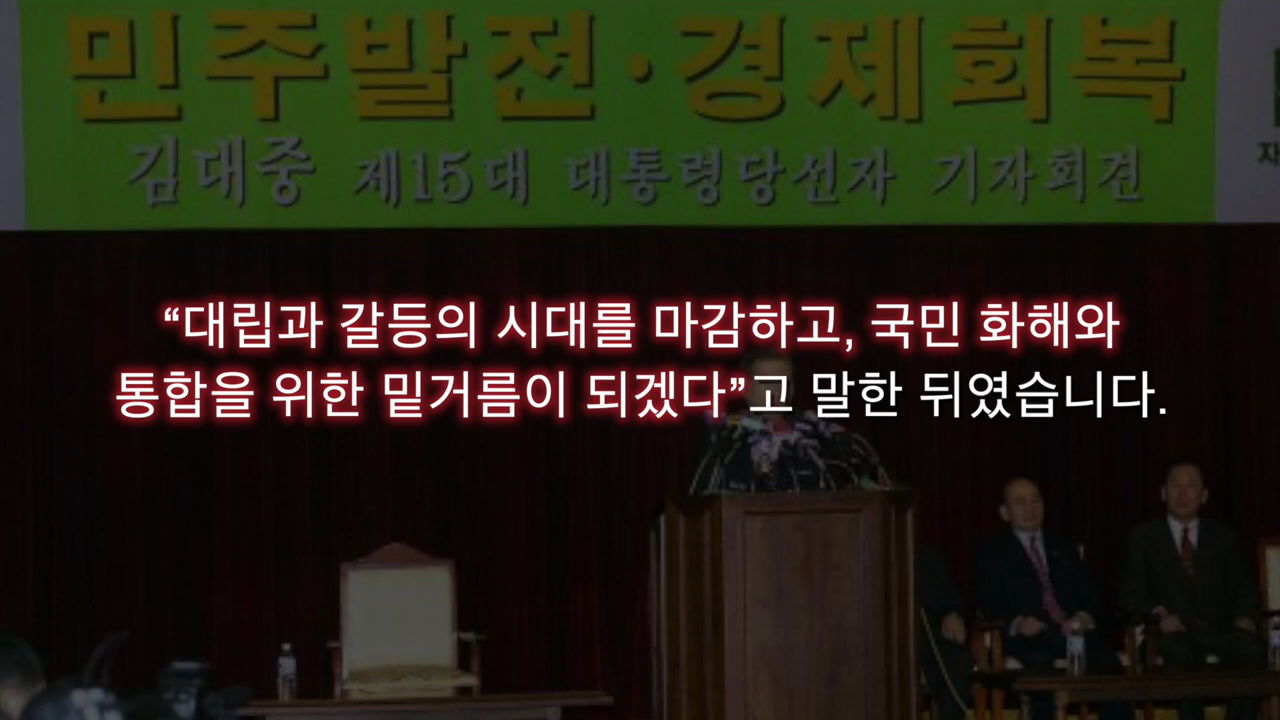 민주발전·경제회복
김대중 제15대 대통령당선자 기자회견
“대립과 갈등의 시대를 마감하고, 국민 화해와
통합을 위한 밑거름이 되겠다”고 말한 뒤였습니다.